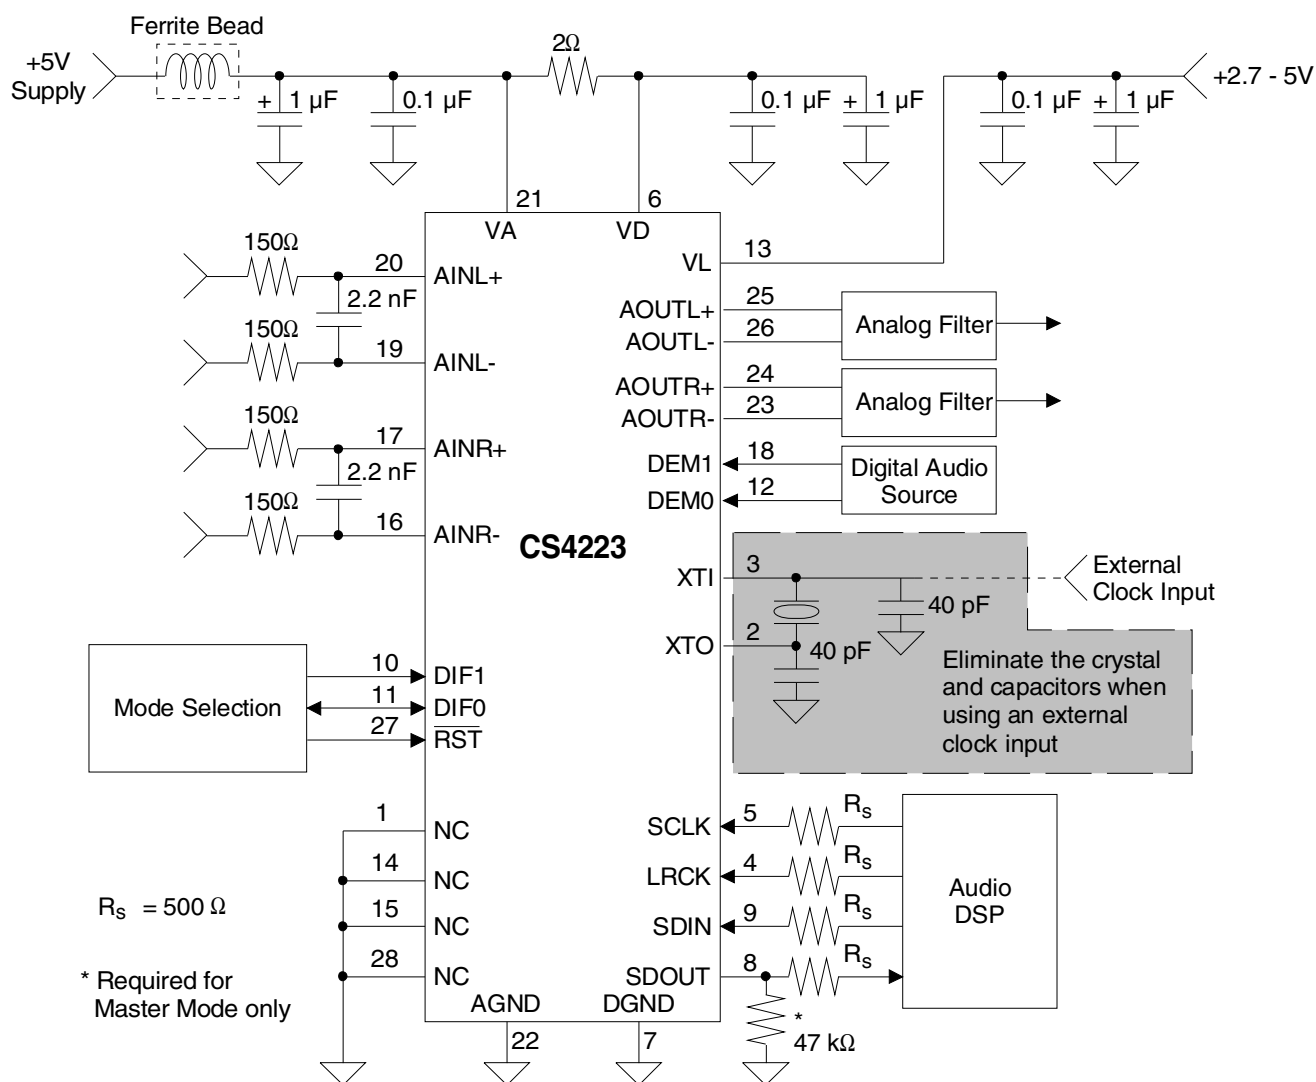 Ferrite Bead
+5V
Supply
+ 1 µF
0.1 µF
2Ω
0.1 µF
+ 1 µF
0.1 µF
+ 1 µF
+2.7 - 5V
21
6
VA
VD
13
VL
150Ω
20
AINL+
2.2 nF
150Ω
19
AINL-
150Ω
17
AINR+
2.2 nF
150Ω
16
AINR-
CS4223
25
AOUTL+
26
AOUTL-
Analog Filter
24
AOUTR+
23
AOUTR-
Analog Filter
18
DEM1
12
DEM0
Digital Audio
Source
3
XTI
External
Clock Input
40 pF
2
XTO
40 pF
Eliminate the crystal
and capacitors when
using an external
clock input
Mode Selection
10
DIF1
11
DIF0
27
RST
1
NC
14
NC
15
NC
28
NC
Rs = 500 Ω
* Required for
Master Mode only
5
SCLK
Rs
4
LRCK
Rs
9
SDIN
Rs
8
SDOUT
Rs
Audio
DSP
*
47 kΩ
AGND
DGND
22
7